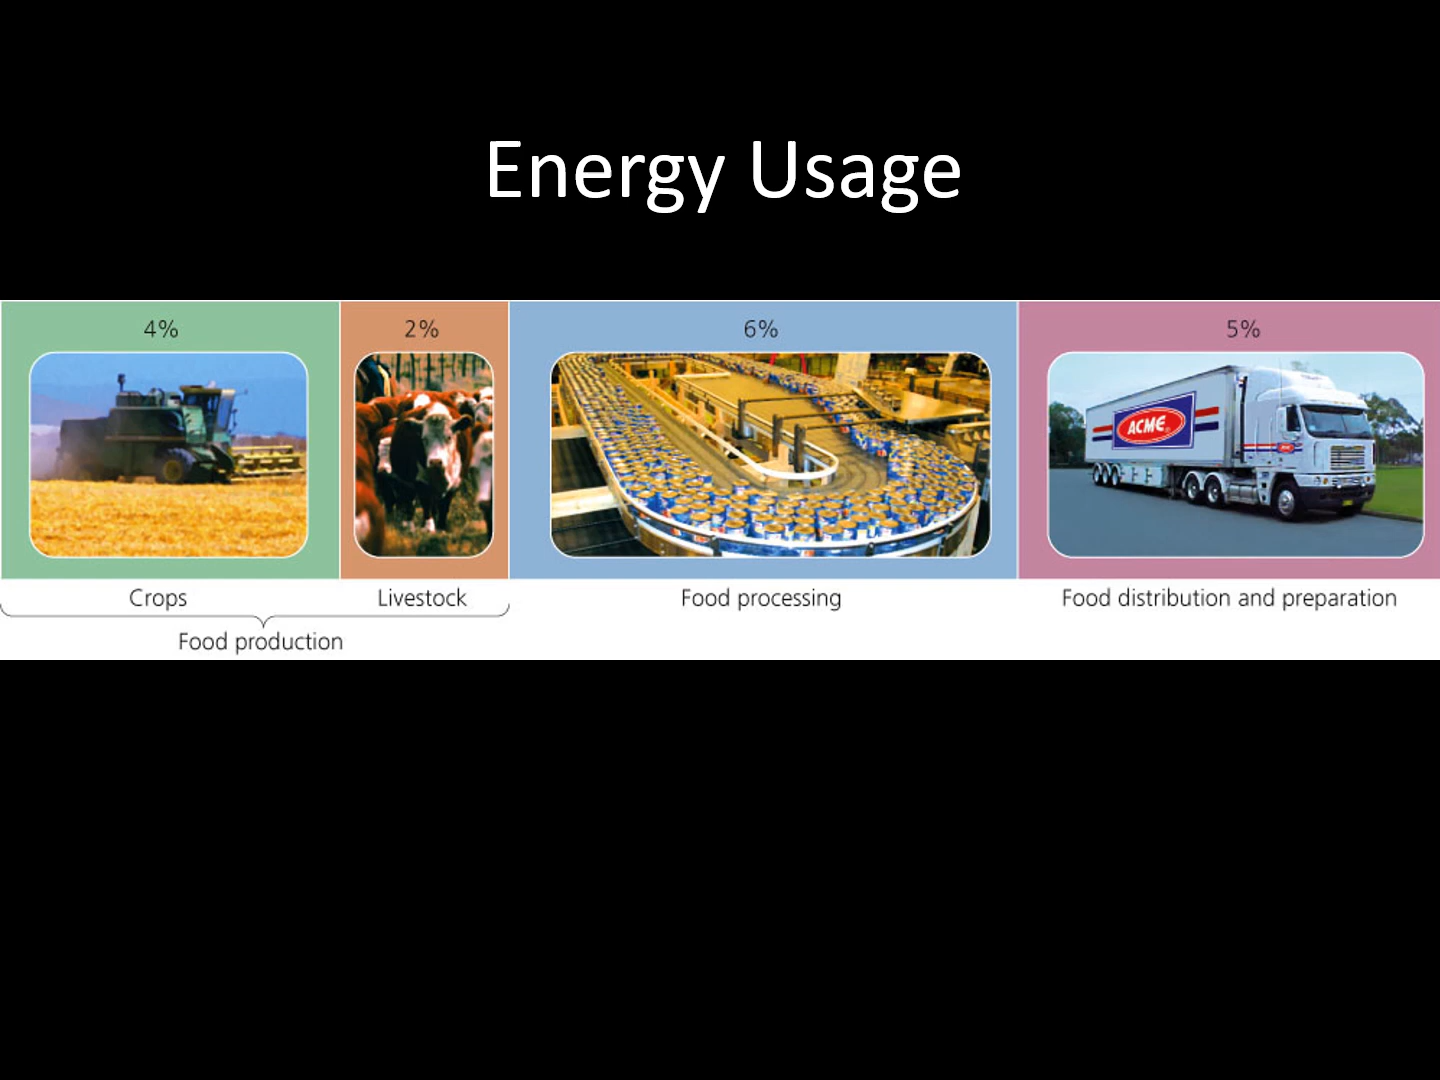 Energy Usage
4% 2% 6% 5%
ACME
Crops Livestock Food processing Food distribution and preparation
Food production